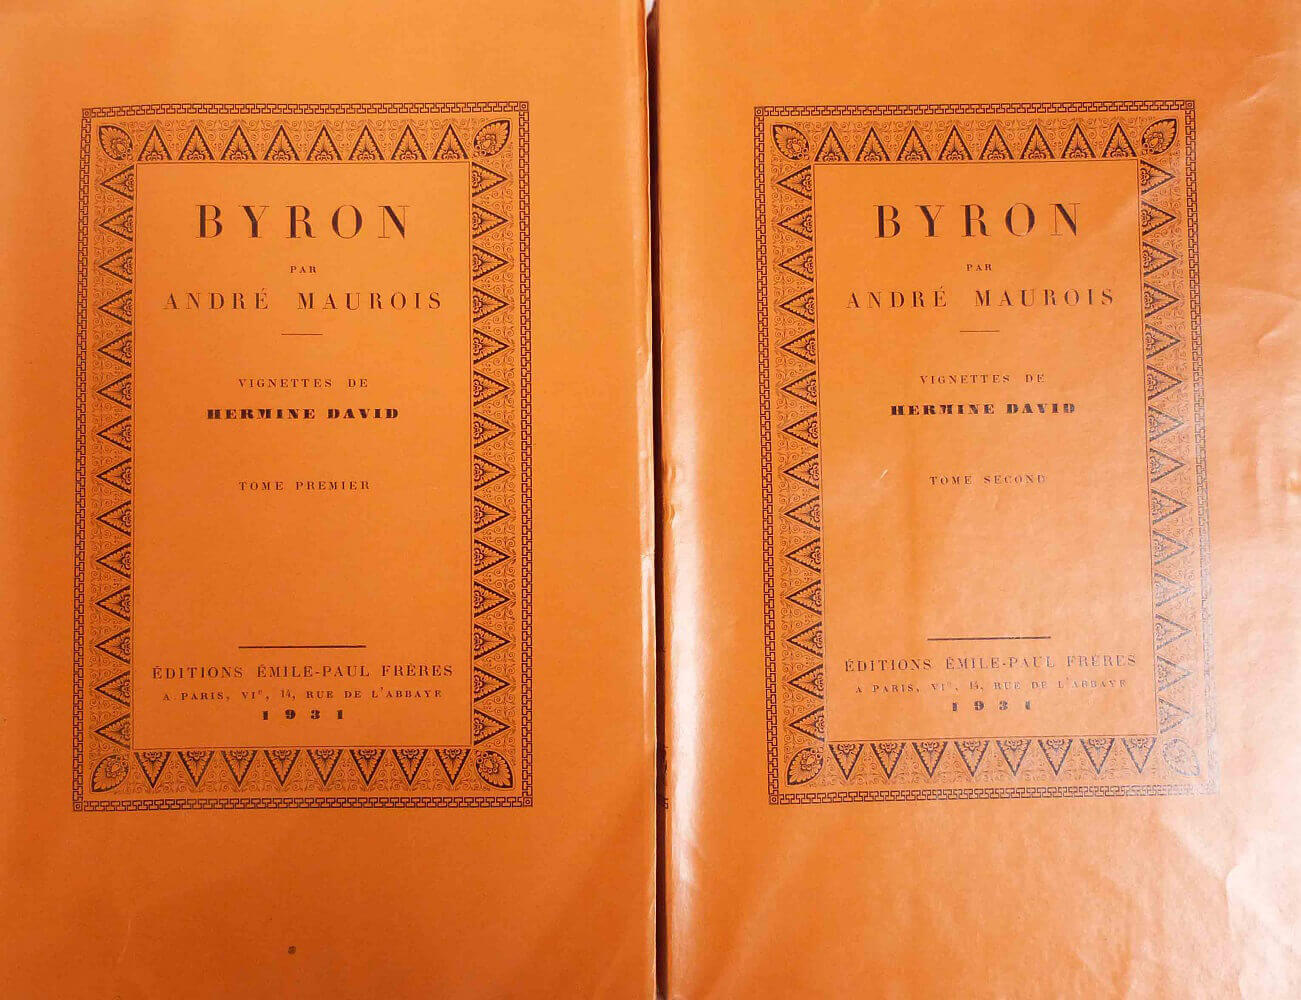 BYRON
PAR
ANDRÉ MAUROIS
VIGNETTES DE
HERMINE DAVID
TOME PREMIER
ÉDITIONS ÉMILE-PAUL FRÈRES
A PARIS, VIe, 14, RUE DE L'ABBAYE
1931
BYRON
PAR
ANDRÉ MAUROIS
VIGNETTES DE
HERMINE DAVID
TOME SECOND
ÉDITIONS ÉMILE-PAUL FRÈRES
A PARIS, VIe, 14, RUE DE L'ABBAYE
1931